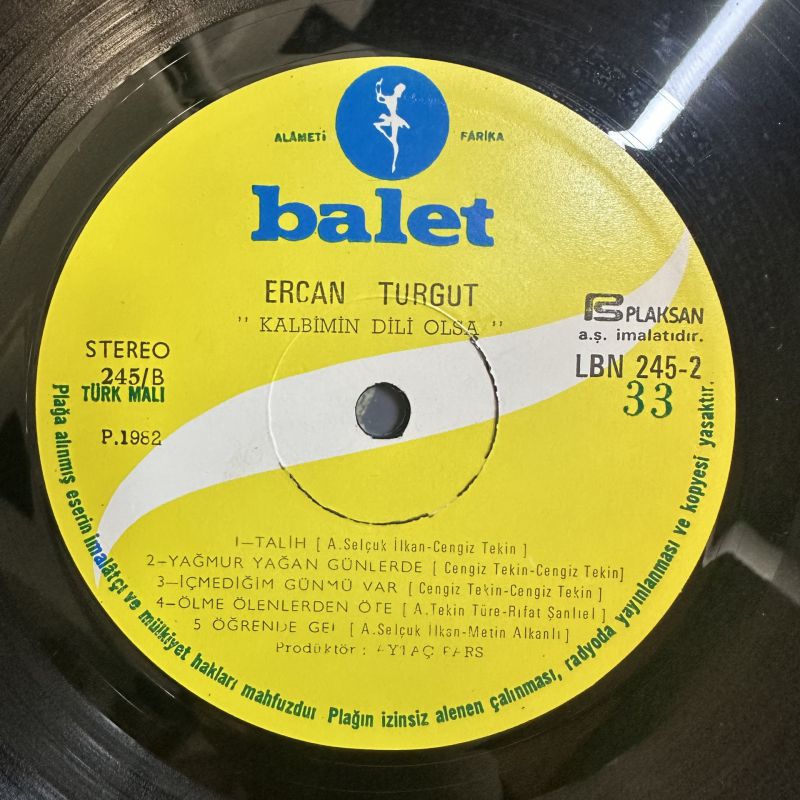 ALÂMETİ FARİKA
balet
ERCAN TURGUT
" KALBİMİN DİLİ OLSA "
STEREO
245/B
TÜRK MALI
P.1982
PLAKSAN
a.ş. imalatıdır.
LBN 245-2
33
1—TALİH [ A.Selçuk İlkan-Cengiz Tekin ]
2—YAĞMUR YAĞAN GÜNLERDE [ Cengiz Tekin-Cengiz Tekin]
3—İÇMEDİĞİM GÜNMÜ VAR [ Cengiz Tekin-Cengiz Tekin ]
4—ÖLME ÖLENLERDEN ÖTE [ A.Tekin Türe-Rıfat Şanlıel ]
5 ÖĞRENDE GEL [ A.Selçuk İlkan-Metin Alkanlı ]
Prodüktör :
Plağa alınmış eserin imalâtçı ve mülkiyet hakları mahfuzdur Plağın izinsiz alenen çalınması, radyoda yayınlanması ve kopyesi yasaktır.